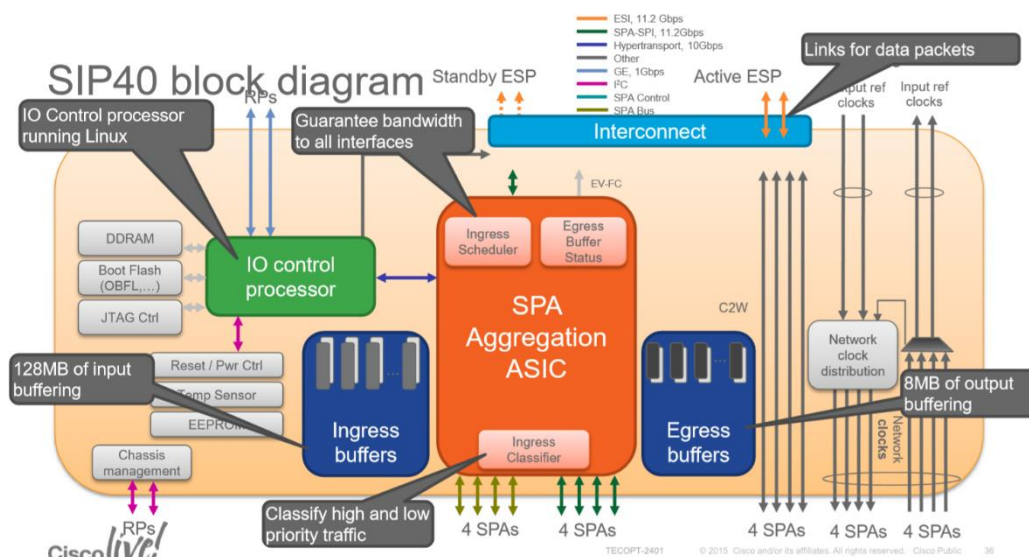 SIP40 block diagram
ESI, 11.2 Gbps
SPA-SPI, 11.2Gbps
Hypertransport, 10Gbps
Other
GE, 1Gbps
I²C
SPA Control
SPA Bus
Links for data packets
Standby ESP
Active ESP
RPs
Input ref
clocks
Input ref
clocks
IO Control processor
running Linux
Guarantee bandwidth
to all interfaces
Interconnect
EV-FC
DDRAM
Boot Flash
(OBFL,...)
JTAG Ctrl
IO control
processor
Ingress
Scheduler
Egress
Buffer
Status
SPA
Aggregation
ASIC
C2W
Network
clock
distribution
128MB of input
buffering
Reset / Pwr Ctrl
Temp Sensor
EEPROM
Ingress
buffers
Egress
buffers
8MB of output
buffering
Network
clocks
Chassis
management
Ingress
Classifier
Classify high and low
priority traffic
RPs
4 SPAs
4 SPAs
4 SPAs
4 SPAs
4 SPAs
Cisco live!
TECOPT-2401
© 2015 Cisco and/or its affiliates. All rights reserved.
Cisco Public
36